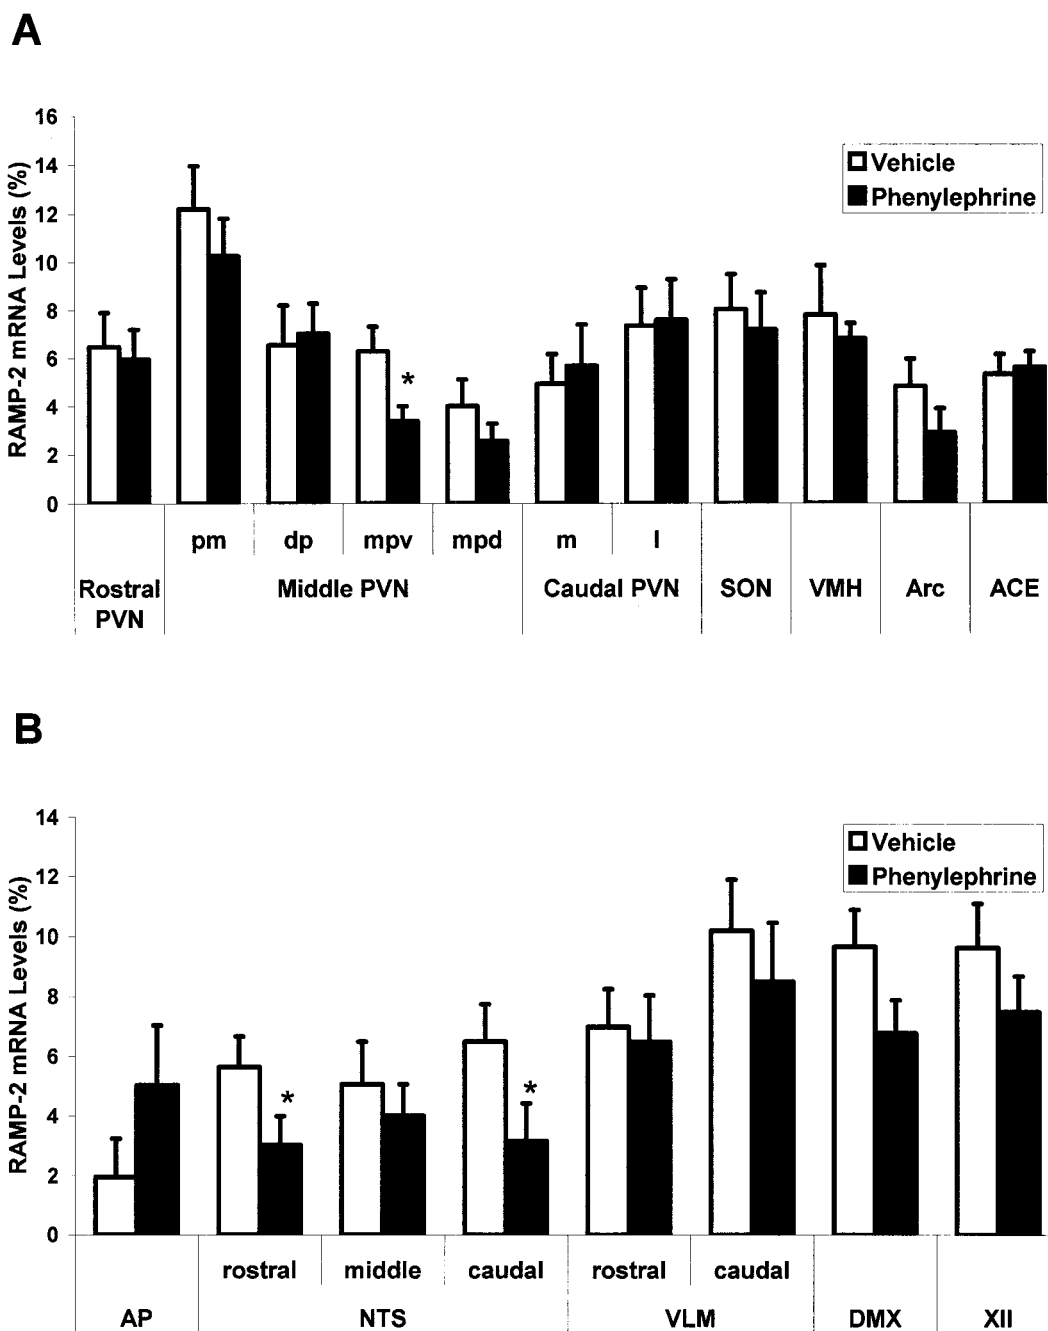 A
RAMP-2 mRNA Levels (%)
16
14
12
10
8
6
4
2
0
Vehicle
Phenylephrine
*
pm dp mpv mpd m l
Rostral PVN Middle PVN Caudal PVN SON VMH Arc ACE
B
RAMP-2 mRNA Levels (%)
14
12
10
8
6
4
2
0
Vehicle
Phenylephrine
*
*
rostral middle caudal rostral caudal
AP NTS VLM DMX XII